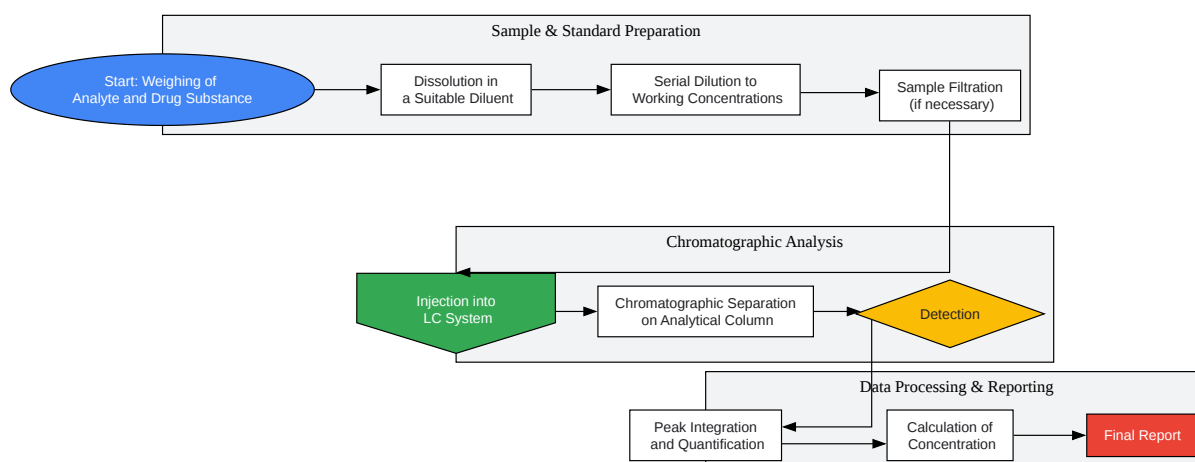 Sample & Standard Preparation
Start: Weighing of
Analyte and Drug Substance
Dissolution in
a Suitable Diluent
Serial Dilution to
Working Concentrations
Sample Filtration
(if necessary)
Chromatographic Analysis
Injection into
LC System
Chromatographic Separation
on Analytical Column
Detection
Data Processing & Reporting
Peak Integration
and Quantification
Calculation of
Concentration
Final Report